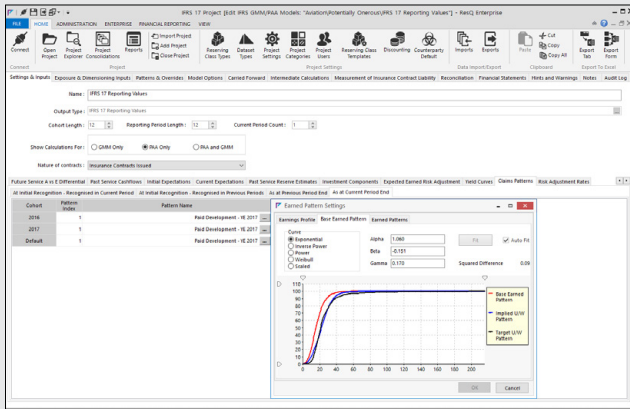 IFRS 17 Project [Edit IFRS GMM/PAA Models: "Aviation\Potentially Onerous\IFRS 17 Reporting Values"] - ResQ Enterprise
FILE HOME ADMINISTRATION ENTERPRISE FINANCIAL REPORTING VIEW
Connect
Open Project
Project Explorer
Project Consolidations
Reports
Import Project
Add Project
Close Project
Reserving Class Types
Dataset Types
Project Settings
Project Categories
Project Users
Reserving Class Templates
Discounting
Counterparty Default
Imports
Exports
Paste
Cut
Copy
Copy All
Export Tab
Export Form
Connect Project Project Settings Data Import/Export Clipboard Export To Excel
Settings & Inputs Exposure & Dimensioning Inputs Patterns & Overrides Model Options Carried Forward Intermediate Calculations Measurement of Insurance Contract Liability Reconciliation Financial Statements Hints and Warnings Notes Audit Log
Name: IFRS 17 Reporting Values
Output Type: IFRS 17 Reporting Values
Cohort Length: 12 Reporting Period Length: 12 Current Period Count: 1
Show Calculations For: GMM Only PAA Only PAA and GMM
Nature of contracts: Insurance Contracts Issued
Future Service A vs E Differential Past Service Cashflows Initial Expectations Current Expectations Past Service Reserve Estimates Investment Components Expected Earned Risk Adjustment Yield Curves Claims Patterns Risk Adjustment Rates
At Initial Recognition - Recognised in Current Period At Initial Recognition - Recognised in Previous Periods As at Previous Period End As at Current Period End
Cohort Pattern Index Pattern Name
2016 1 Paid Development - YE 2017 ...
2017 1 Paid Development - YE 2017 ...
Default 1 Paid Development - YE 2017 ...
Earned Pattern Settings
Earnings Profile Base Earned Pattern Earned Patterns
Curve
Exponential
Inverse Power
Power
Weibull
Scaled
Alpha 1.060
Beta -0.151
Gamma 0.170
Fit Auto Fit
Squared Difference 0.09
110
100
90
80
70
60
50
40
30
20
10
0
0 20 40 60 80 100 120 140 160 180 200
Base Earned Pattern
Implied U/W Pattern
Target U/W Pattern
OK Cancel